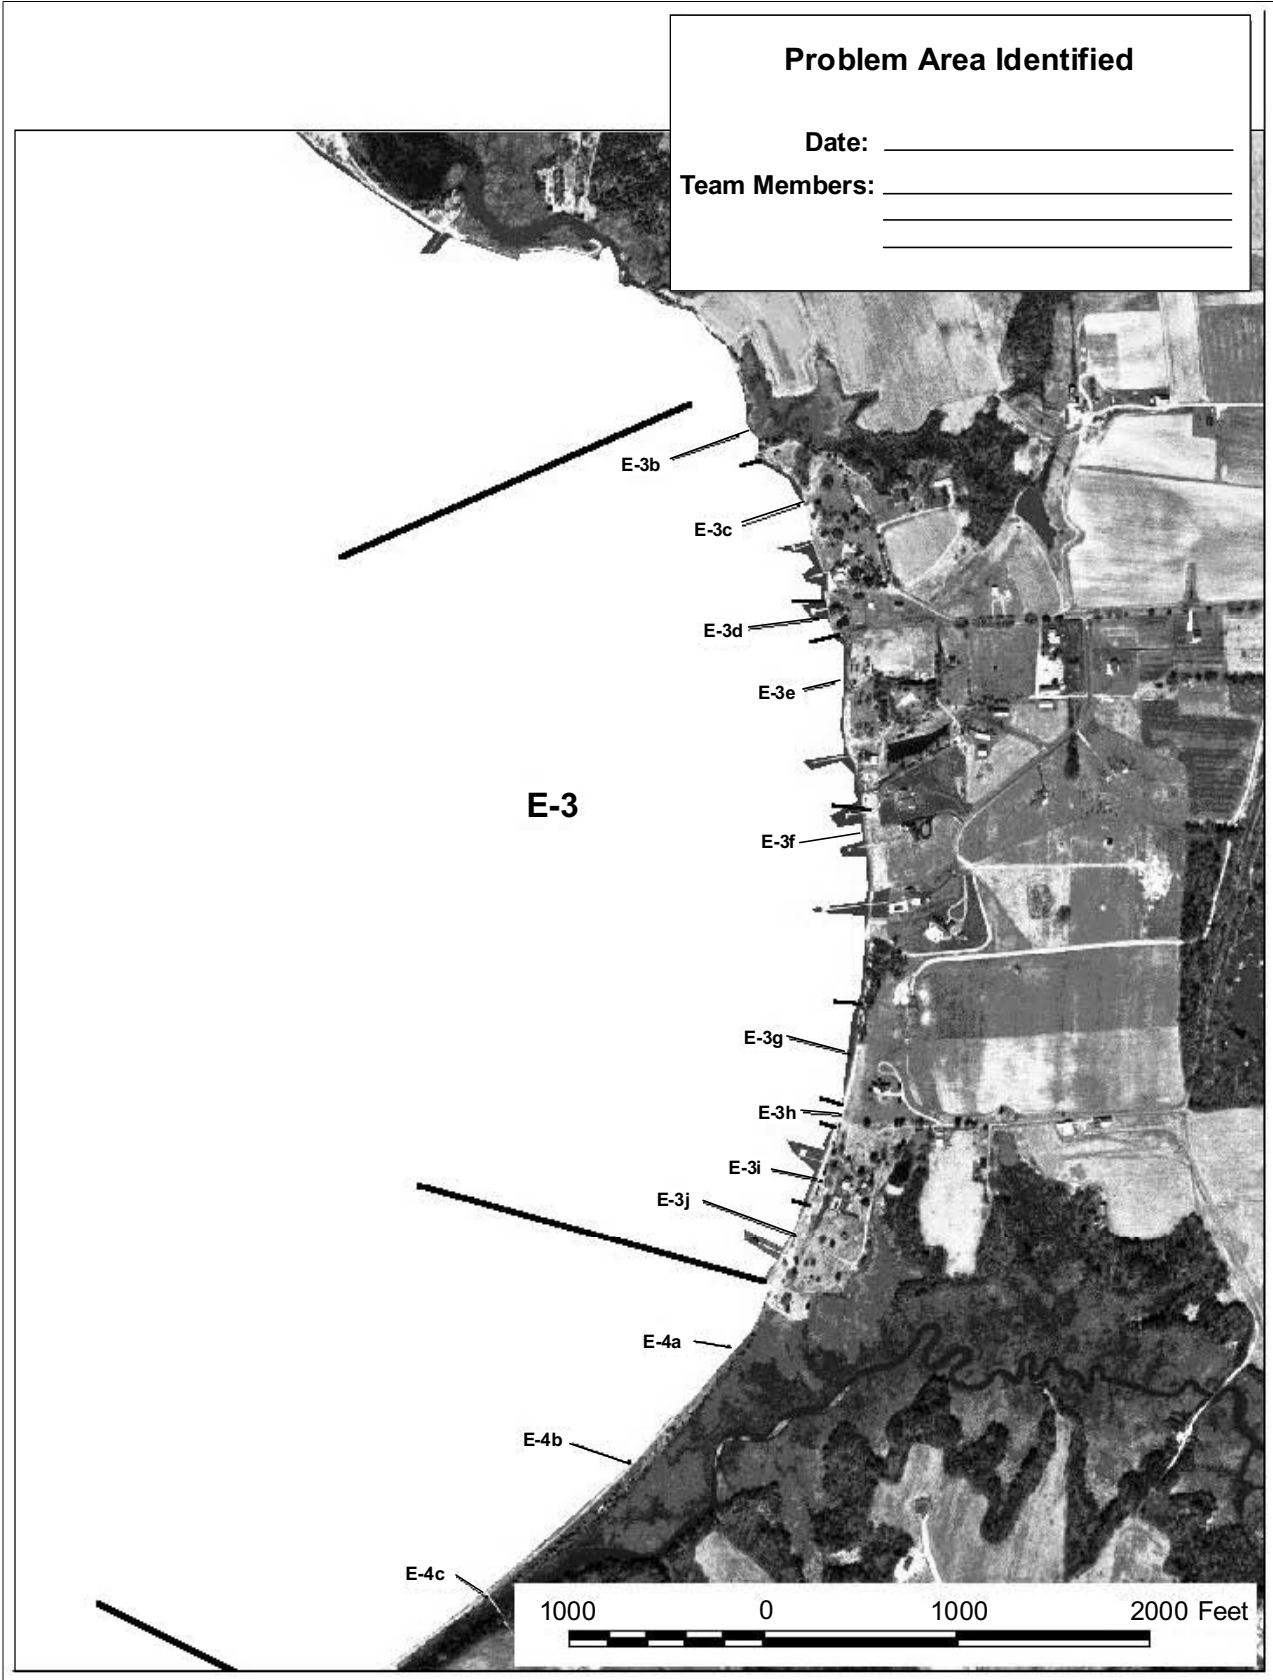 Problem Area Identified
Date:
Team Members:
E-3b
E-3c
E-3d
E-3e
E-3
E-3f
E-3g
E-3h
E-3i
E-3j
E-4a
E-4b
E-4c
1000 0 1000 2000 Feet